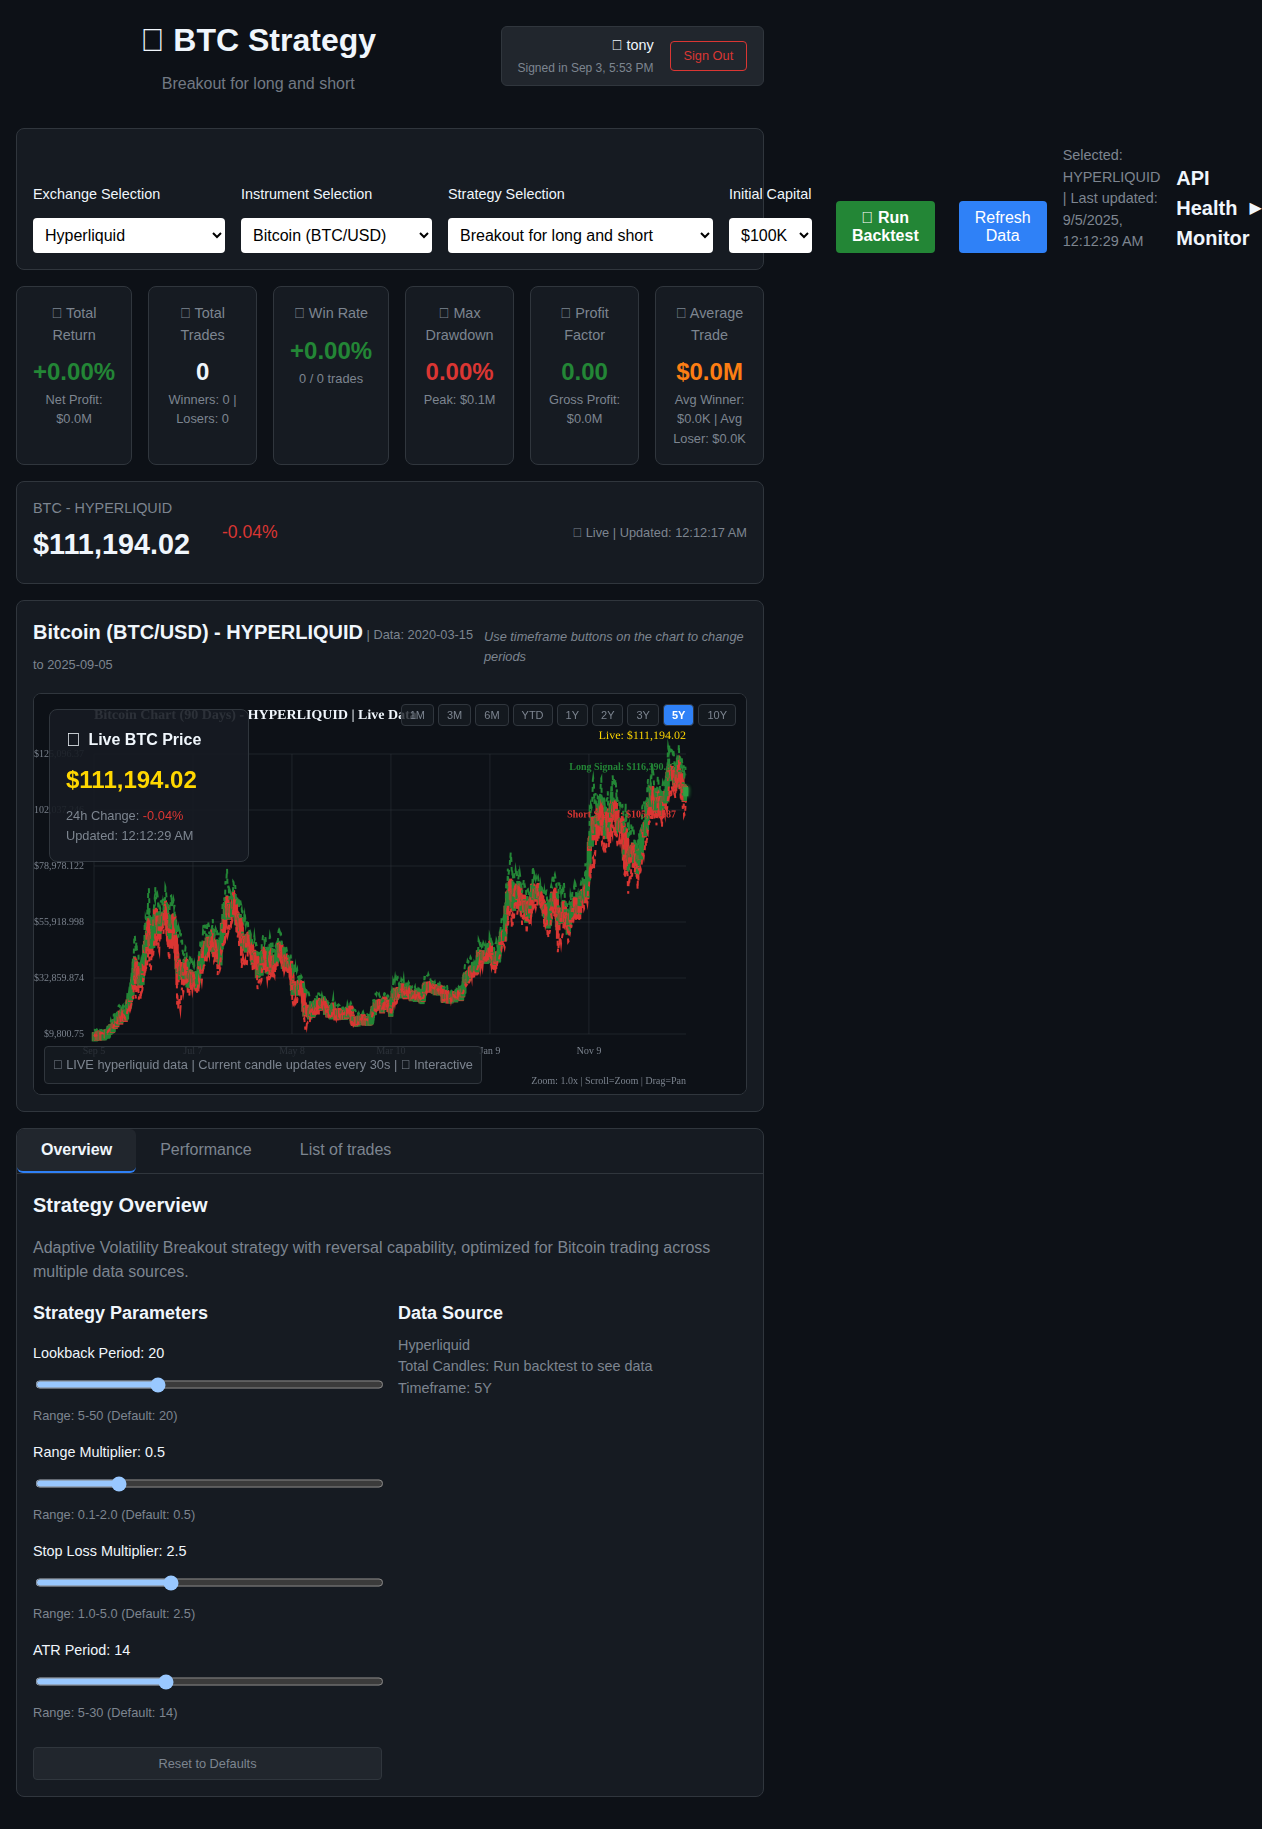 BTC Strategy
Breakout for long and short
tony
Signed in Sep 3, 5:53 PM
Sign Out
Exchange Selection
Hyperliquid
Instrument Selection
Bitcoin (BTC/USD)
Strategy Selection
Breakout for long and short
Initial Capital
$100K
Run
Backtest
Refresh
Data
Selected:
HYPERLIQUID
| Last updated:
9/5/2025,
12:12:29 AM
API
Health ▶
Monitor
Total
Return
+0.00%
Net Profit:
$0.0M
Total
Trades
0
Winners: 0 |
Losers: 0
Win Rate
+0.00%
0 / 0 trades
Max
Drawdown
0.00%
Peak: $0.1M
Profit
Factor
0.00
Gross Profit:
$0.0M
Average
Trade
$0.0M
Avg Winner:
$0.0K | Avg
Loser: $0.0K
BTC - HYPERLIQUID
$111,194.02
-0.04%
Live | Updated: 12:12:17 AM
Bitcoin (BTC/USD) - HYPERLIQUID | Data: 2020-03-15
to 2025-09-05
Use timeframe buttons on the chart to change
periods
Bitcoin Chart (90 Days) - HYPERLIQUID | Live Data
1M 3M 6M YTD 1Y 2Y 3Y 5Y 10Y
Live: $111,194.02
Live BTC Price
$111,194.02
24h Change: -0.04%
Updated: 12:12:29 AM
Long Signal:
Short
$78,978.122
$55,918.998
$32,859.874
$9,800.75
Sep 5 Jul 7 May 8 Mar 10 Jan 9 Nov 9
LIVE hyperliquid data | Current candle updates every 30s | Interactive
Zoom: 1.0x | Scroll=Zoom | Drag=Pan
Overview
Performance
List of trades
Strategy Overview
Adaptive Volatility Breakout strategy with reversal capability, optimized for Bitcoin trading across
multiple data sources.
Strategy Parameters
Lookback Period: 20
Range: 5-50 (Default: 20)
Range Multiplier: 0.5
Range: 0.1-2.0 (Default: 0.5)
Stop Loss Multiplier: 2.5
Range: 1.0-5.0 (Default: 2.5)
ATR Period: 14
Range: 5-30 (Default: 14)
Reset to Defaults
Data Source
Hyperliquid
Total Candles: Run backtest to see data
Timeframe: 5Y